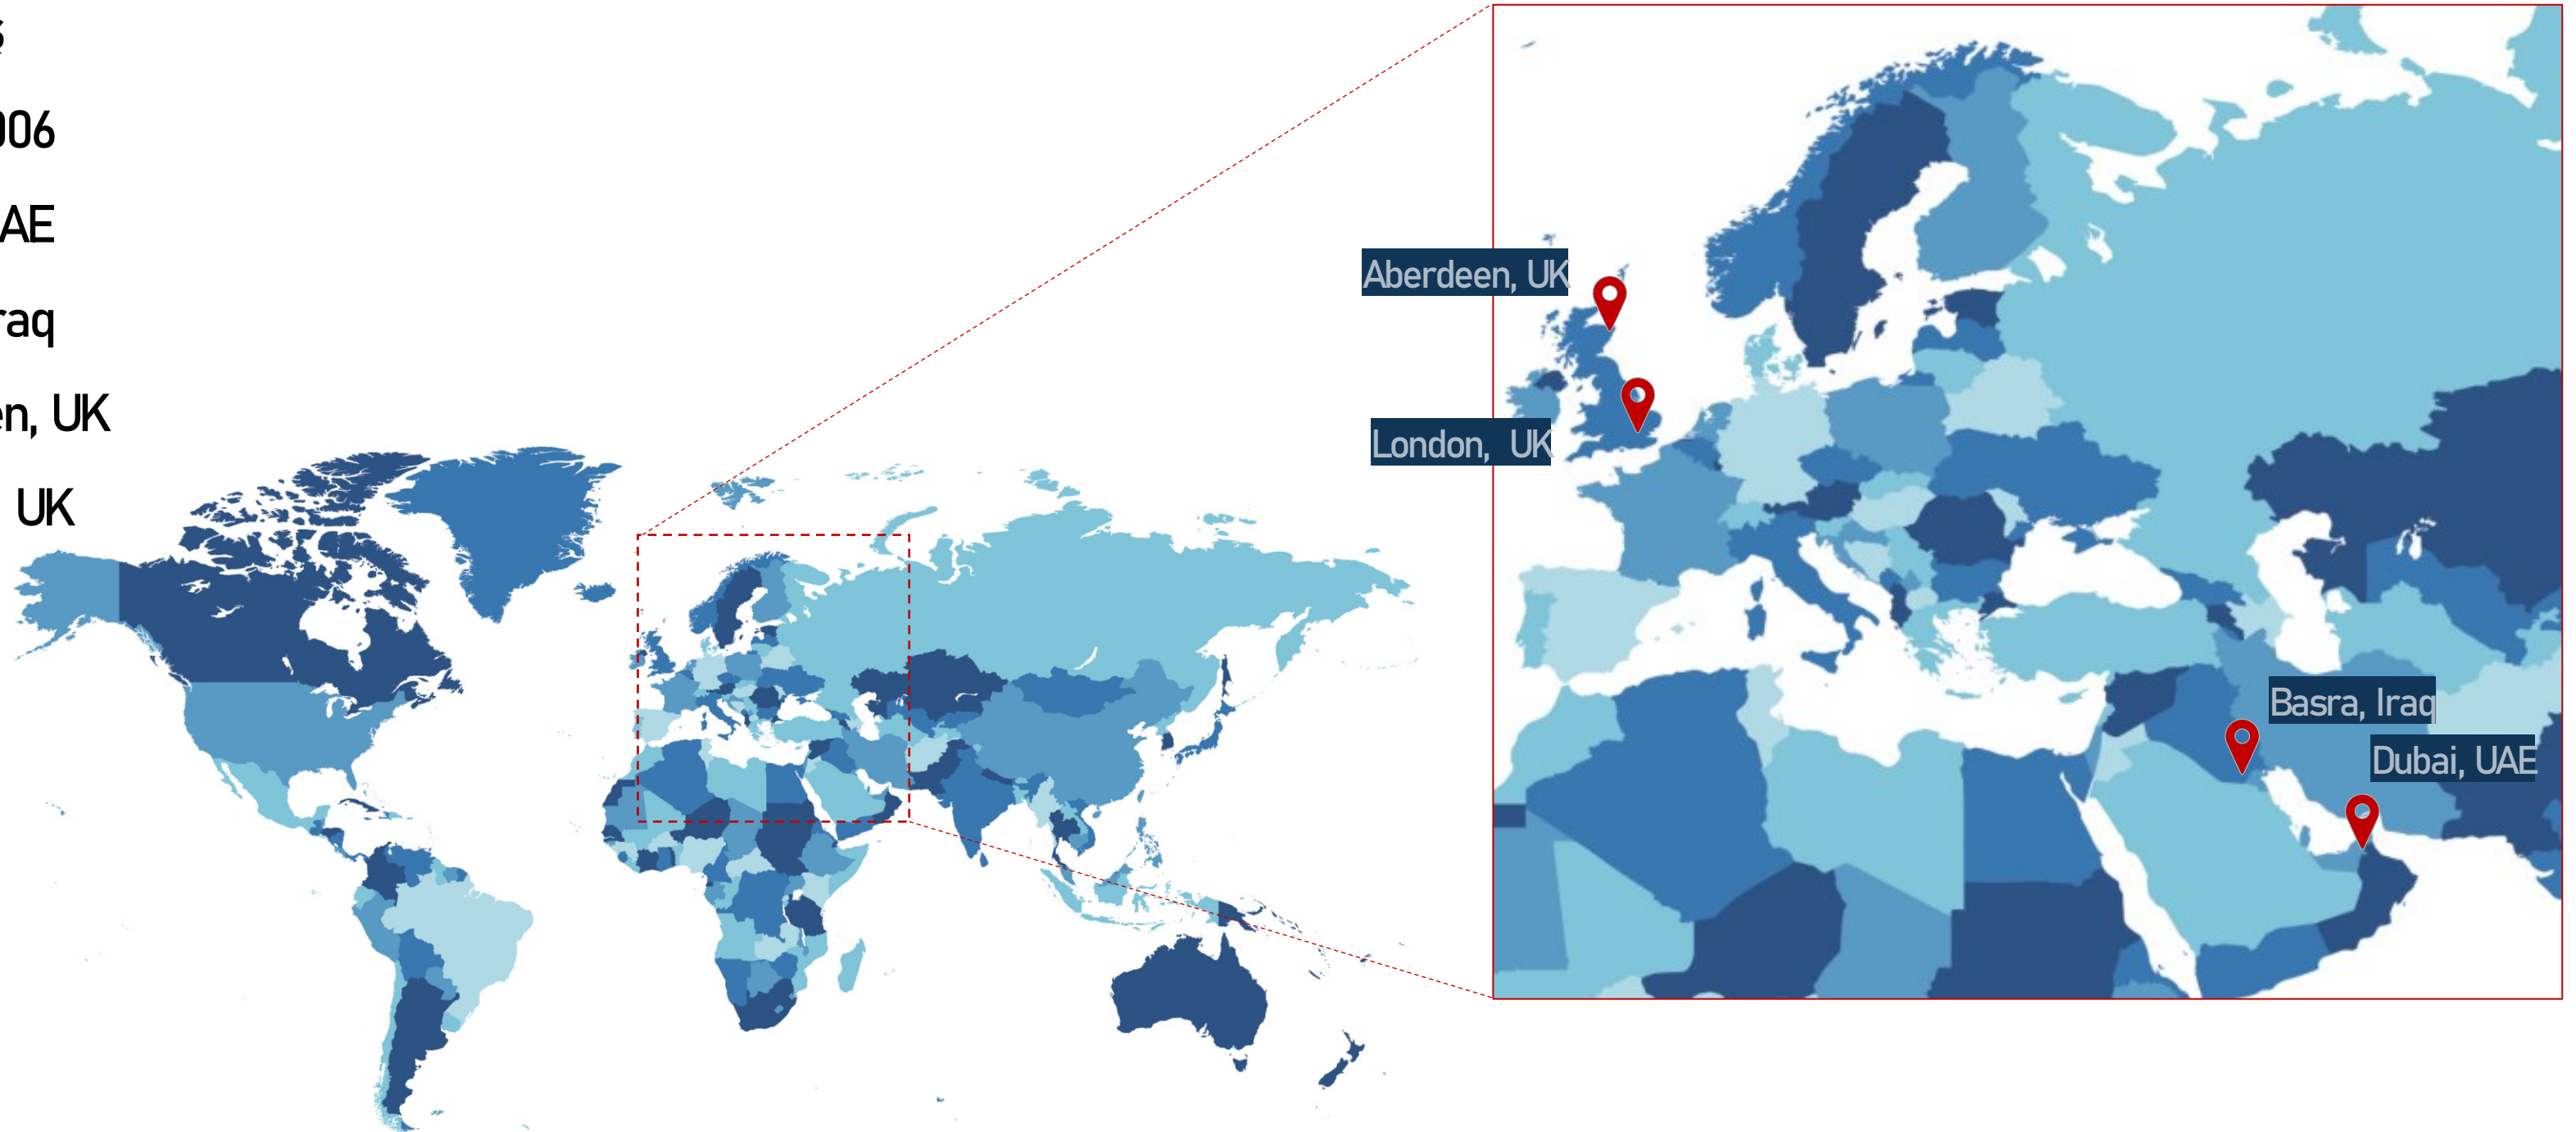 006
AE
raq
en, UK
UK
Aberdeen, UK
London, UK
Basra, Iraq
Dubai, UAE